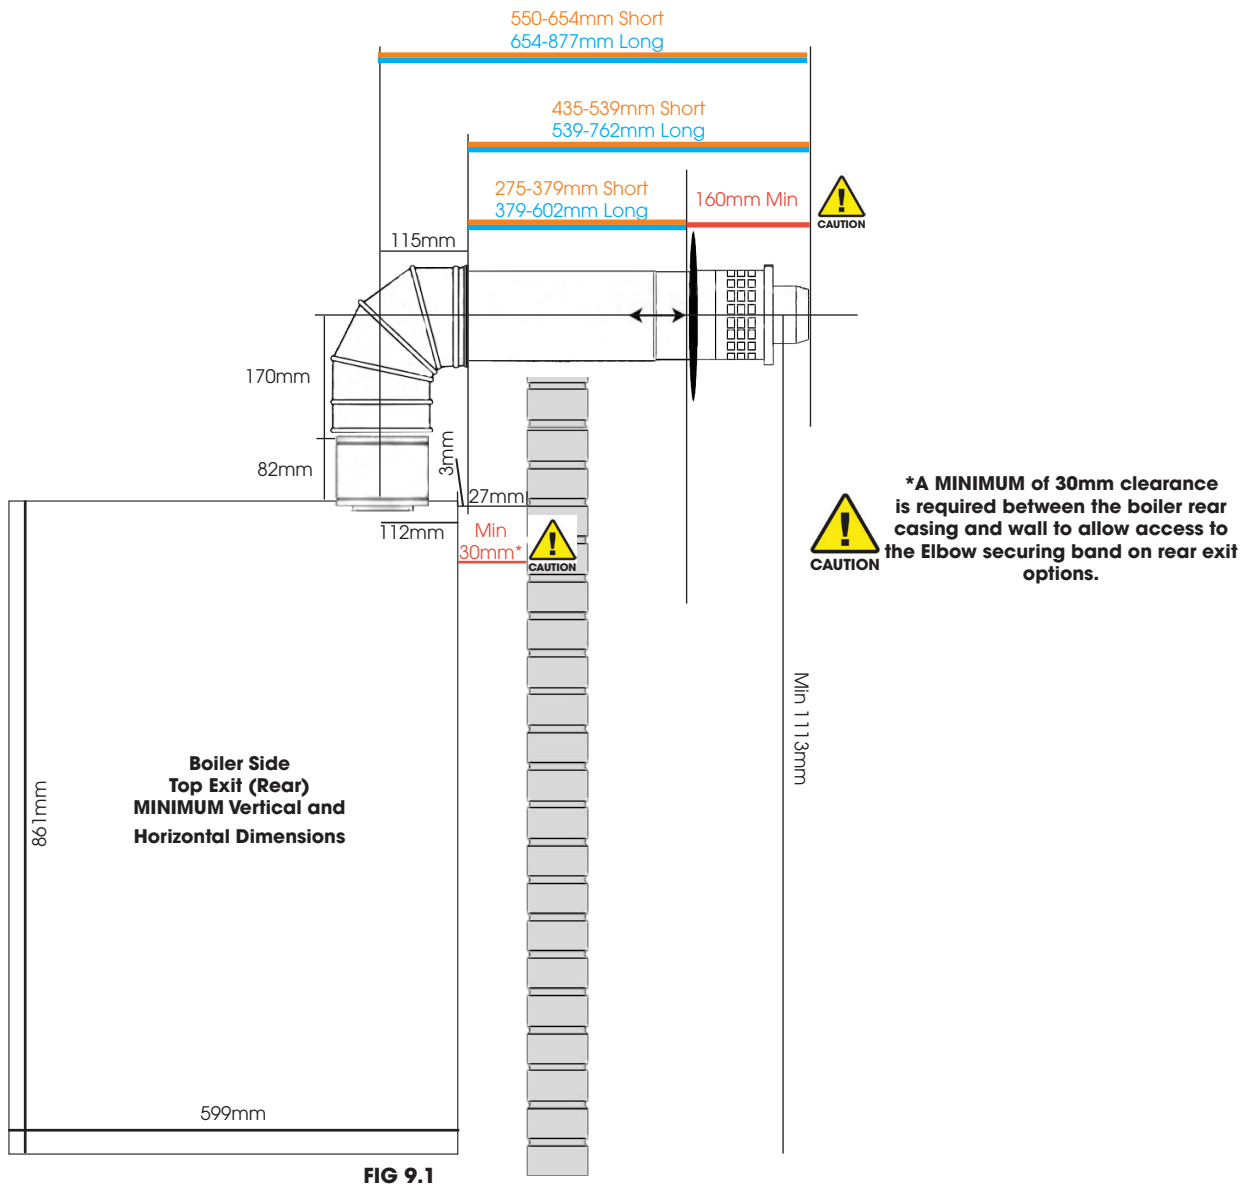 550-654mm Short
654-877mm Long
435-539mm Short
539-762mm Long
275-379mm Short
379-602mm Long
160mm Min
CAUTION
115mm
170mm
82mm
3mm
27mm
112mm
Min
30mm*
CAUTION
CAUTION
*A MINIMUM of 30mm clearance
is required between the boiler rear
casing and wall to allow access to
the Elbow securing band on rear exit
options.
Min 1113mm
861mm
Boiler Side
Top Exit (Rear)
MINIMUM Vertical and
Horizontal Dimensions
599mm
FIG 9.1